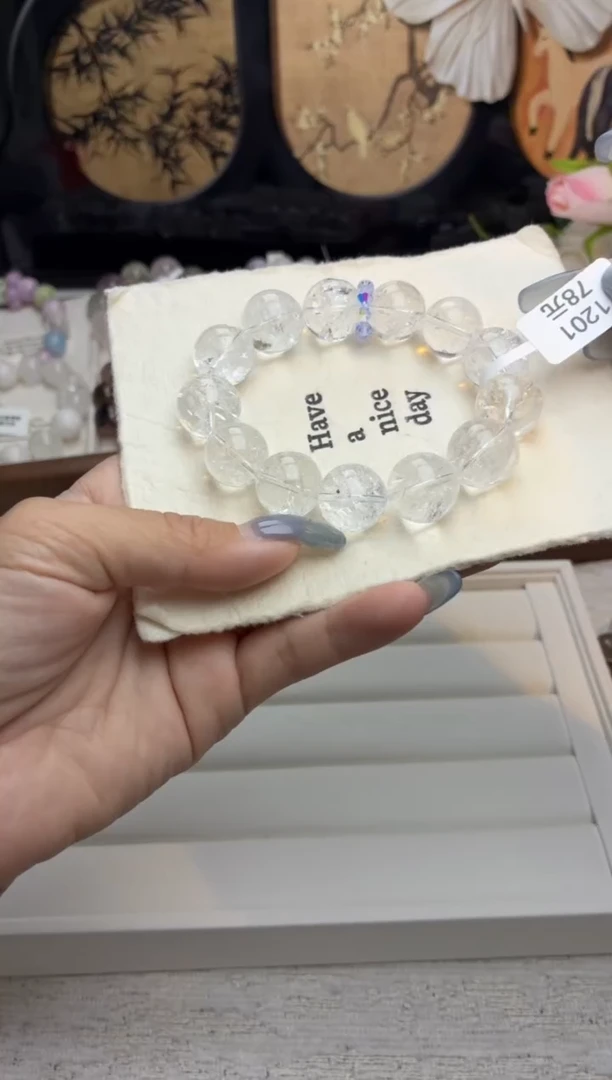 Have
a
nice
day
1201
78元